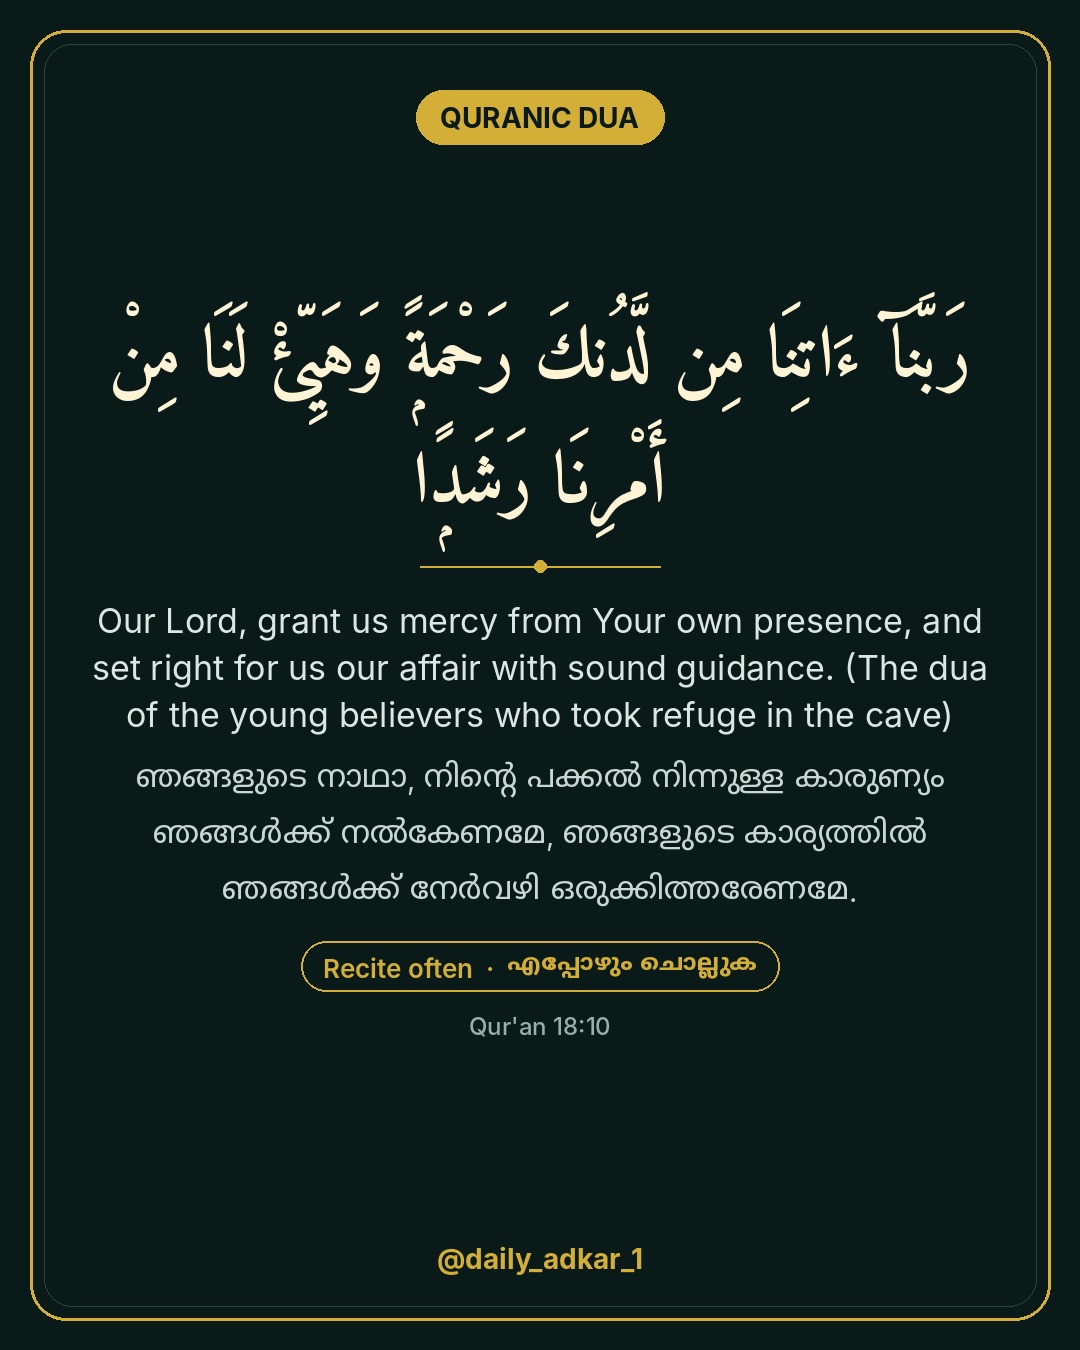 QURANIC DUA
رَبَّنَآ ءَاتِنَا مِن لَّدُنكَ رَحْمَةًۭ وَهَيِّئْ لَنَا مِنْ
أَمْرِنَا رَشَدًۭا
Our Lord, grant us mercy from Your own presence, and
set right for us our affair with sound guidance. (The dua
of the young believers who took refuge in the cave)
ഞങ്ങളുടെ നാഥാ, നിന്റെ പക്കൽ നിന്നുള്ള കാരുണ്യം
ഞങ്ങൾക്ക് നൽകേണമേ, ഞങ്ങളുടെ കാര്യത്തിൽ
ഞങ്ങൾക്ക് നേർവഴി ഒരുക്കിത്തരേണമേ.
Recite often · എപ്പോഴും ചൊല്ലുക
Qur'an 18:10
@daily_adkar_1